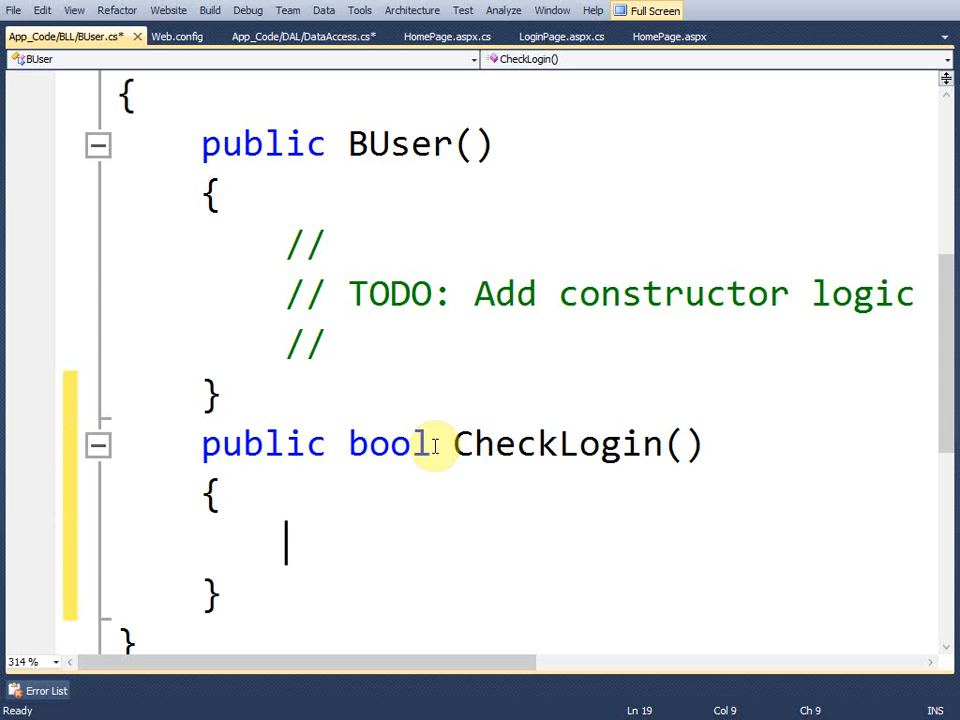 File Edit View Refactor Website Build Debug Team Data Tools Architecture Test Analyze Window Help Full Screen
App_Code/BLL/BUser.cs* Web.config App_Code/DAL/DataAccess.cs* HomePage.aspx.cs LoginPage.aspx.cs HomePage.aspx
BUser CheckLogin()
{
public BUser()
{
//
// TODO: Add constructor logic
//
}
public bool CheckLogin()
{
}
}
314 %
Error List
Ready Ln 19 Col 9 Ch 9 INS